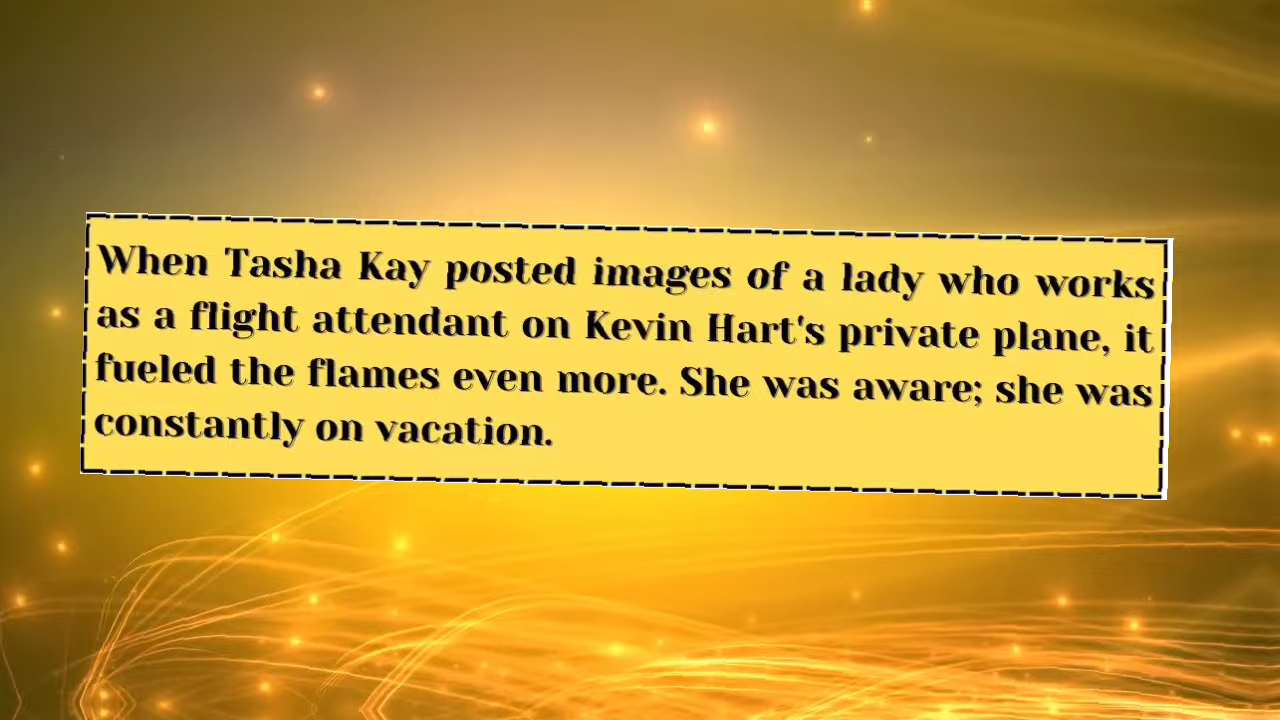 When Tasha Kay posted images of a lady who works
as a flight attendant on Kevin Hart's private plane, it
fueled the flames even more. She was aware; she was
constantly on vacation.